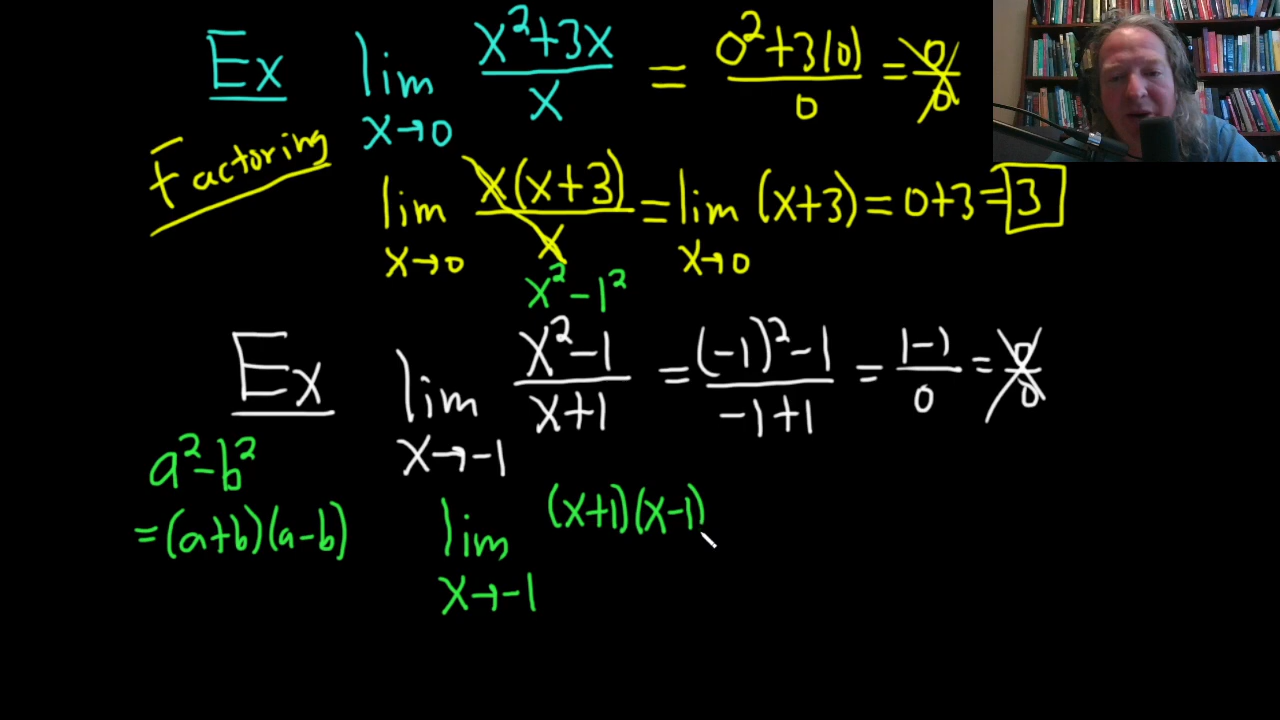 Ex lim x→0 (x²+3x)/x = (0²+3(0))/0 = 0/0
Factoring
lim x→0 x(x+3)/x = lim x→0 (x+3) = 0+3 = 3
x²-1²
Ex lim x→-1 (x²-1)/(x+1) = ((-1)²-1)/(-1+1) = (1-1)/0 = 0/0
a²-b²
=(a+b)(a-b)
lim x→-1 (x+1)(x-1)